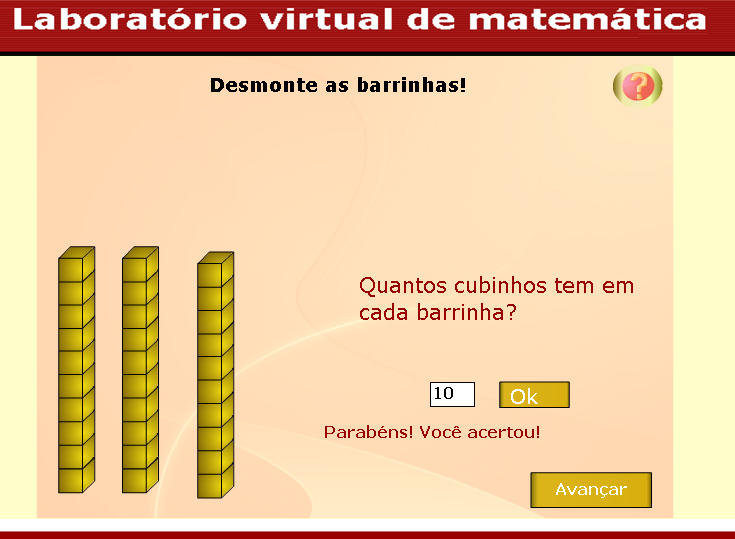 Laboratório virtual de matemática
Desmonte as barrinhas!
?
Quantos cubinhos tem em
cada barrinha?
10
Ok
Parabéns! Você acertou!
Avançar